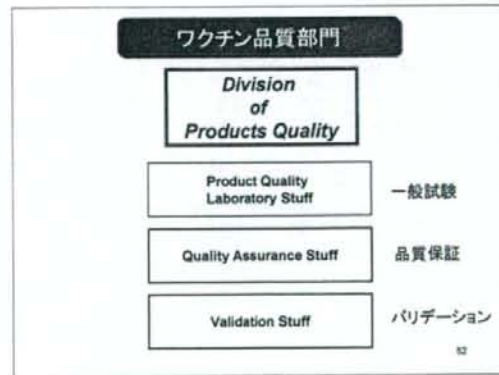 ワクチン品質部門
Division
of
Products Quality
Product Quality
Laboratory Stuff
一般試験
Quality Assurance Stuff
品質保証
Validation Stuff
バリデーション
52